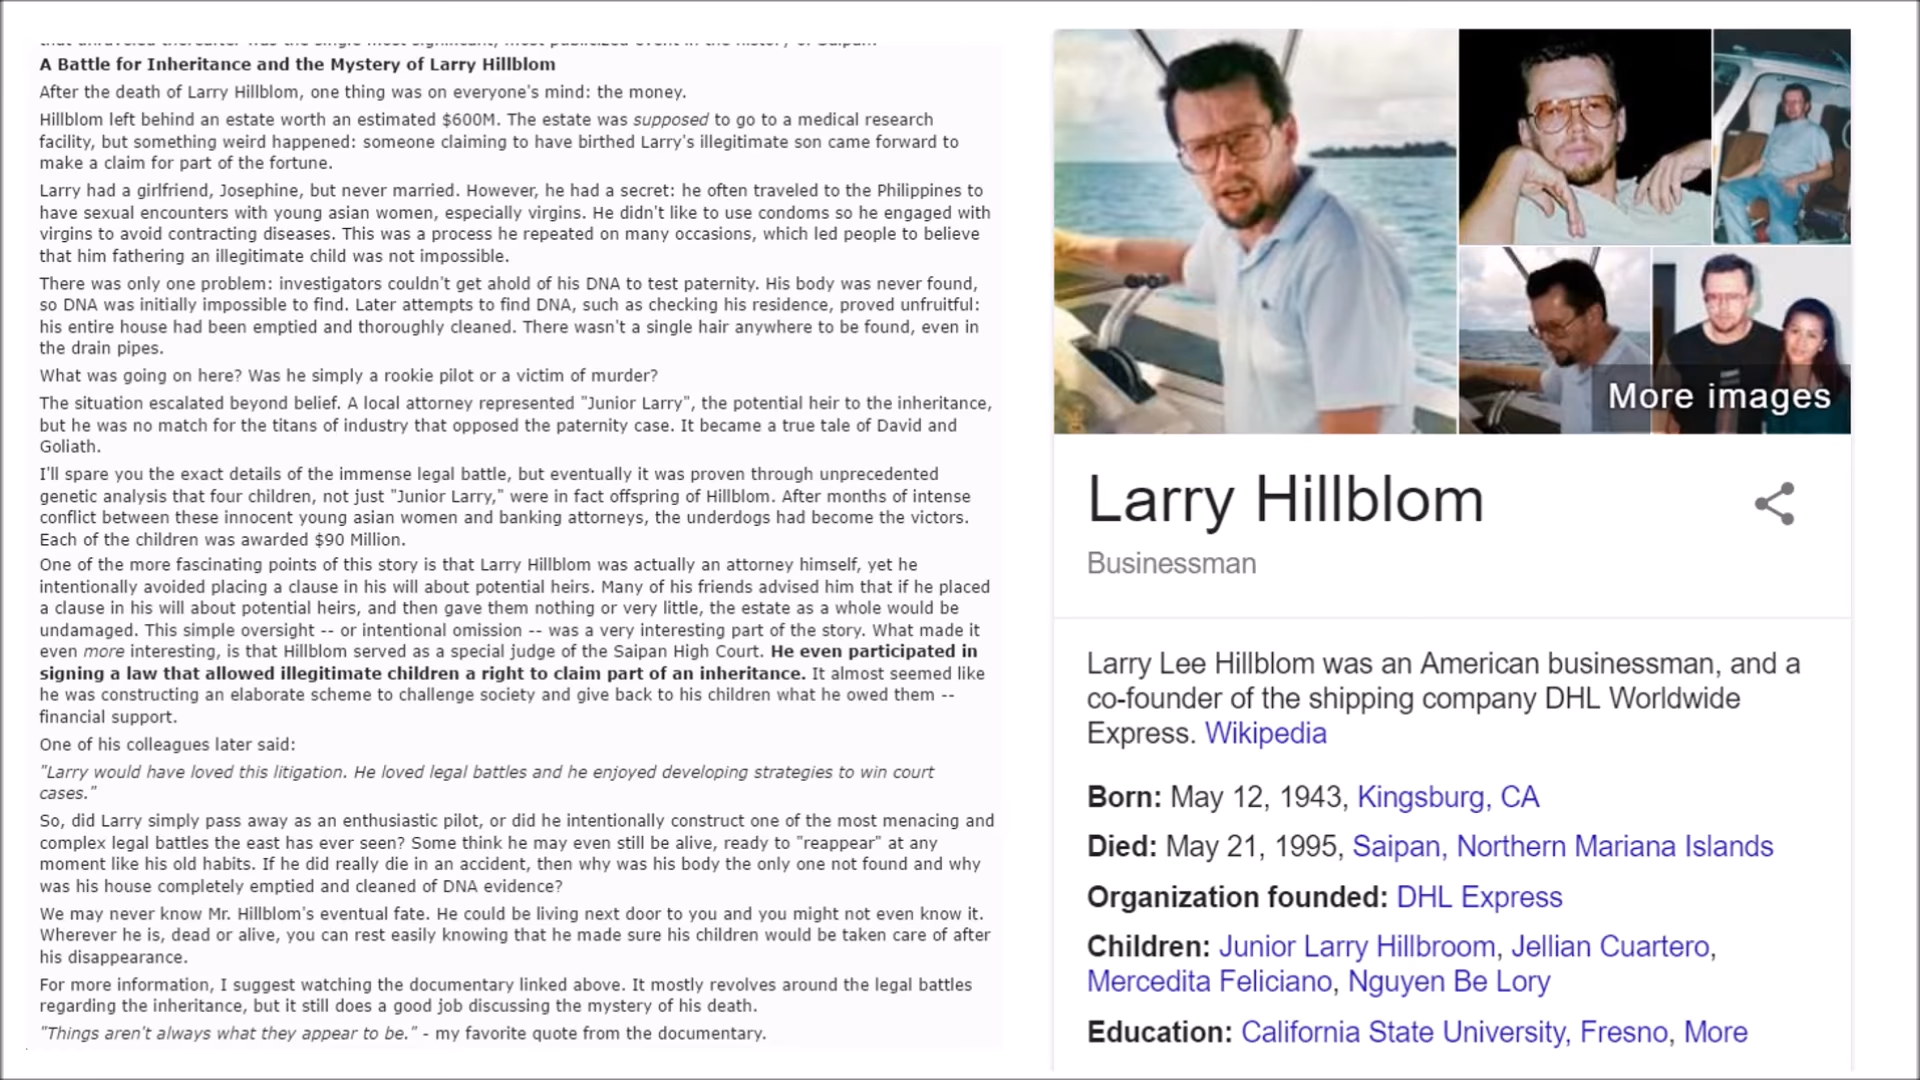 that unraveled thereafter was the single most significant, most publicized event in the history of Saipan.
A Battle for Inheritance and the Mystery of Larry Hillblom
After the death of Larry Hillblom, one thing was on everyone's mind: the money.
Hillblom left behind an estate worth an estimated $600M. The estate was supposed to go to a medical research
facility, but something weird happened: someone claiming to have birthed Larry's illegitimate son came forward to
make a claim for part of the fortune.
Larry had a girlfriend, Josephine, but never married. However, he had a secret: he often traveled to the Philippines to
have sexual encounters with young asian women, especially virgins. He didn't like to use condoms so he engaged with
virgins to avoid contracting diseases. This was a process he repeated on many occasions, which led people to believe
that him fathering an illegitimate child was not impossible.
There was only one problem: investigators couldn't get ahold of his DNA to test paternity. His body was never found,
so DNA was initially impossible to find. Later attempts to find DNA, such as checking his residence, proved unfruitful:
his entire house had been emptied and thoroughly cleaned. There wasn't a single hair anywhere to be found, even in
the drain pipes.
What was going on here? Was he simply a rookie pilot or a victim of murder?
The situation escalated beyond belief. A local attorney represented "Junior Larry", the potential heir to the inheritance,
but he was no match for the titans of industry that opposed the paternity case. It became a true tale of David and
Goliath.
I'll spare you the exact details of the immense legal battle, but eventually it was proven through unprecedented
genetic analysis that four children, not just "Junior Larry," were in fact offspring of Hillblom. After months of intense
conflict between these innocent young asian women and banking attorneys, the underdogs had become the victors.
Each of the children was awarded $90 Million.
One of the more fascinating points of this story is that Larry Hillblom was actually an attorney himself, yet he
intentionally avoided placing a clause in his will about potential heirs. Many of his friends advised him that if he placed
a clause in his will about potential heirs, and then gave them nothing or very little, the estate as a whole would be
undamaged. This simple oversight -- or intentional omission -- was a very interesting part of the story. What made it
even more interesting, is that Hillblom served as a special judge of the Saipan High Court. He even participated in
signing a law that allowed illegitimate children a right to claim part of an inheritance. It almost seemed like
he was constructing an elaborate scheme to challenge society and give back to his children what he owed them --
financial support.
One of his colleagues later said:
"Larry would have loved this litigation. He loved legal battles and he enjoyed developing strategies to win court
cases."
So, did Larry simply pass away as an enthusiastic pilot, or did he intentionally construct one of the most menacing and
complex legal battles the east has ever seen? Some think he may even still be alive, ready to "reappear" at any
moment like his old habits. If he did really die in an accident, then why was his body the only one not found and why
was his house completely emptied and cleaned of DNA evidence?
We may never know Mr. Hillblom's eventual fate. He could be living next door to you and you might not even know it.
Wherever he is, dead or alive, you can rest easily knowing that he made sure his children would be taken care of after
his disappearance.
For more information, I suggest watching the documentary linked above. It mostly revolves around the legal battles
regarding the inheritance, but it still does a good job discussing the mystery of his death.
"Things aren't always what they appear to be." - my favorite quote from the documentary.
More images
Larry Hillblom
Businessman
Larry Lee Hillblom was an American businessman, and a
co-founder of the shipping company DHL Worldwide
Express. Wikipedia
Born: May 12, 1943, Kingsburg, CA
Died: May 21, 1995, Saipan, Northern Mariana Islands
Organization founded: DHL Express
Children: Junior Larry Hillbroom, Jellian Cuartero,
Mercedita Feliciano, Nguyen Be Lory
Education: California State University, Fresno, More